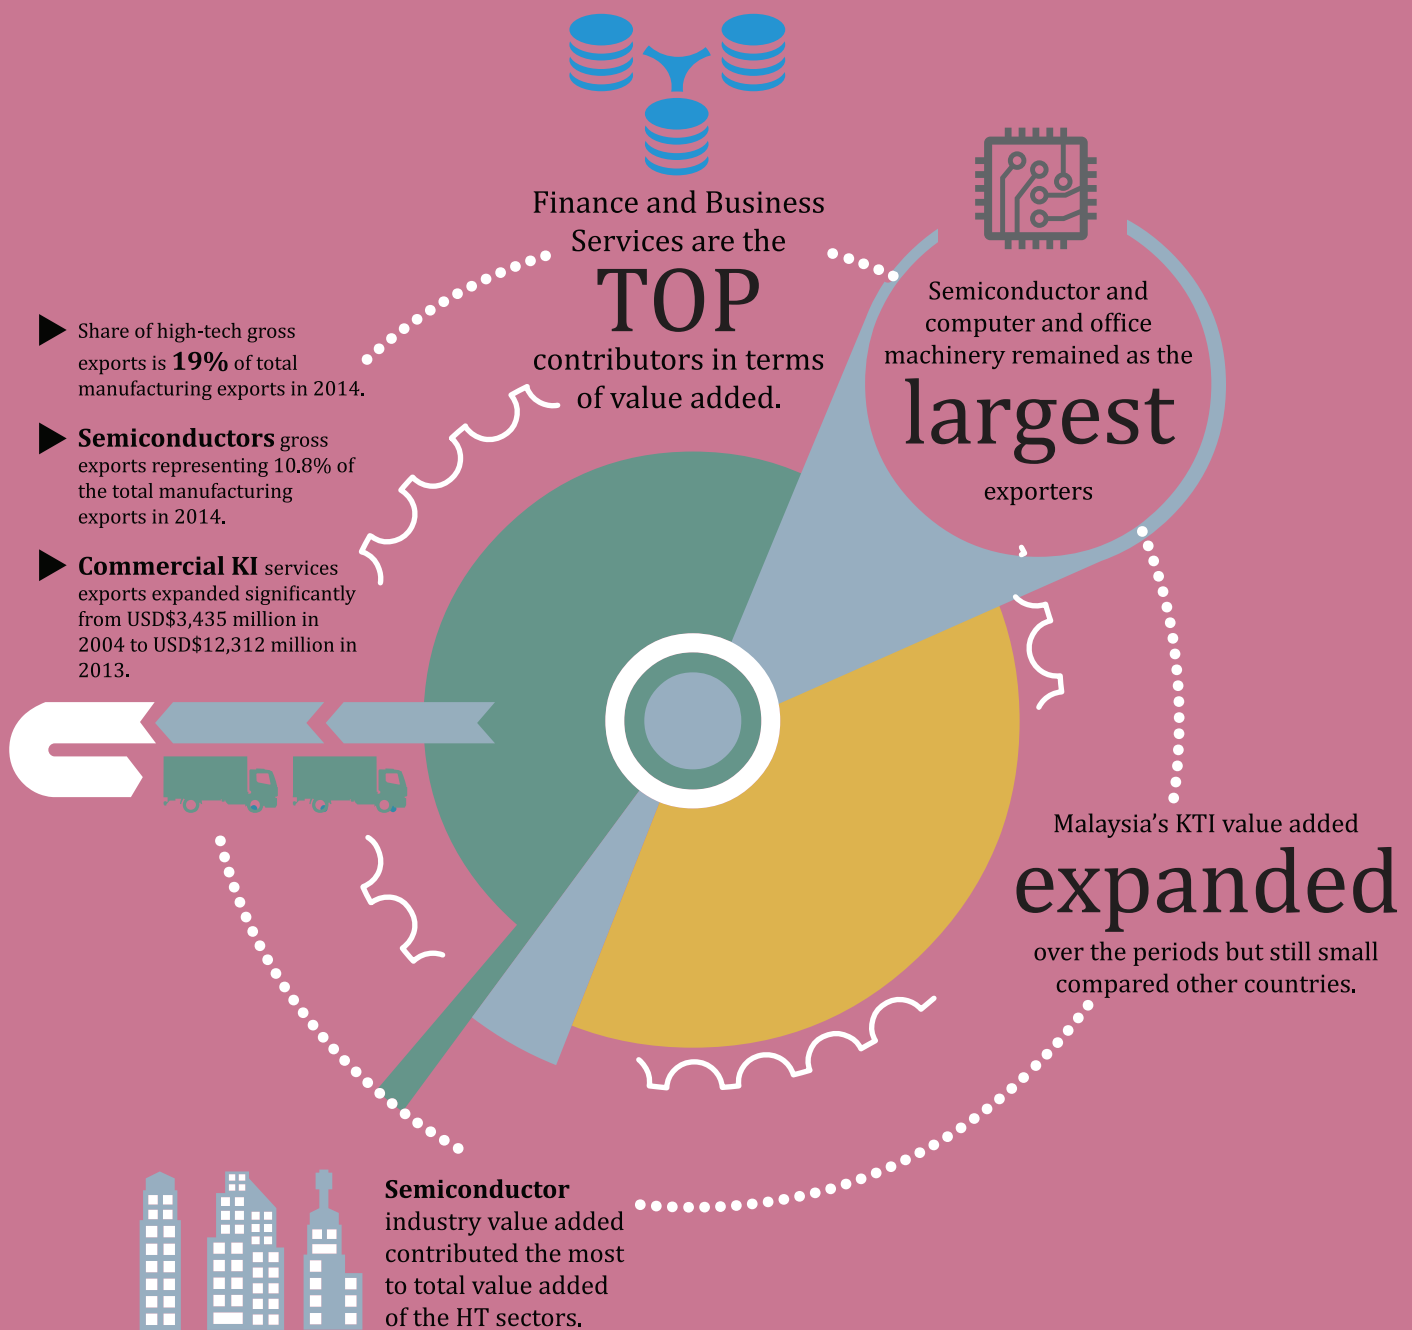 Finance and Business
Services are the
TOP
contributors in terms
of value added.
Semiconductor and
computer and office
machinery remained as the
largest
exporters
Share of high-tech gross
exports is 19% of total
manufacturing exports in 2014.
Semiconductors gross
exports representing 10.8% of
the total manufacturing
exports in 2014.
Commercial KI services
exports expanded significantly
from USD$3,435 million in
2004 to USD$12,312 million in
2013.
Malaysia’s KTI value added
expanded
over the periods but still small
compared other countries.
Semiconductor
industry value added
contributed the most
to total value added
of the HT sectors.